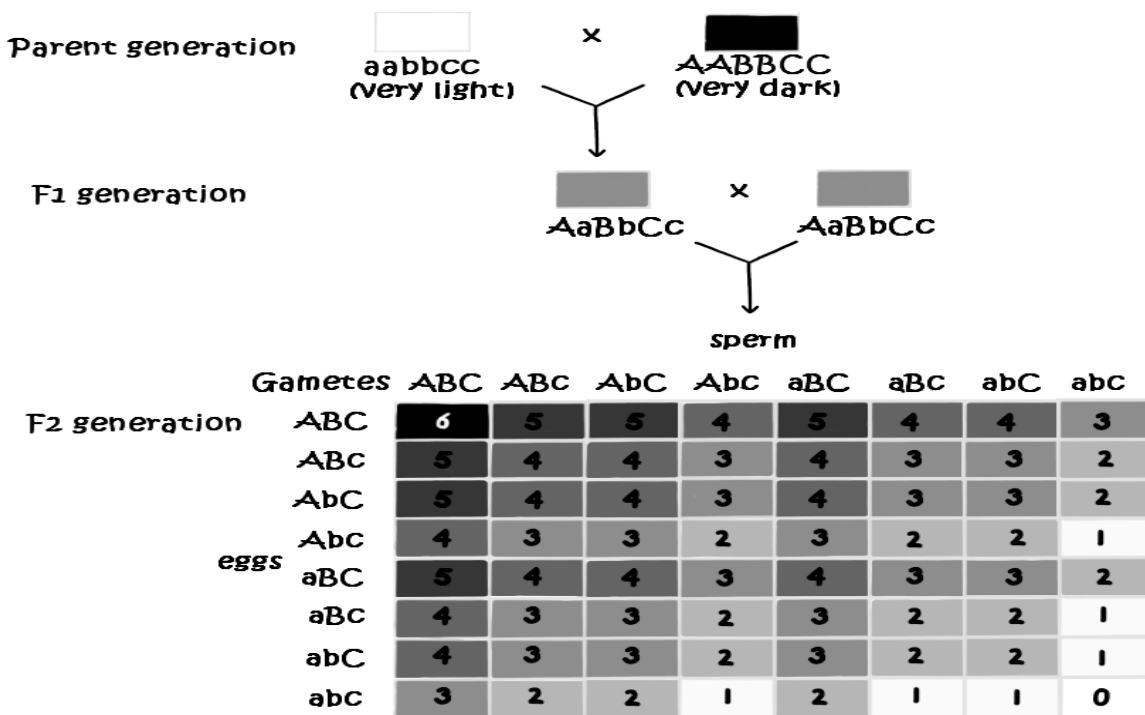 Parent generation
x
aabbcc
(very light)
AABBCC
(very dark)
F1 generation
x
AaBbCc
AaBbCc
sperm
Gametes ABC ABc AbC Abc aBC aBc abC abc
F2 generation
ABC 6 5 5 4 5 4 4 3
ABc 5 4 4 3 4 3 3 2
AbC 5 4 4 3 4 3 3 2
eggs
Abc 4 3 3 2 3 2 2 1
aBC 5 4 4 3 4 3 3 2
aBc 4 3 3 2 3 2 2 1
abC 4 3 3 2 3 2 2 1
abc 3 2 2 1 2 1 1 0